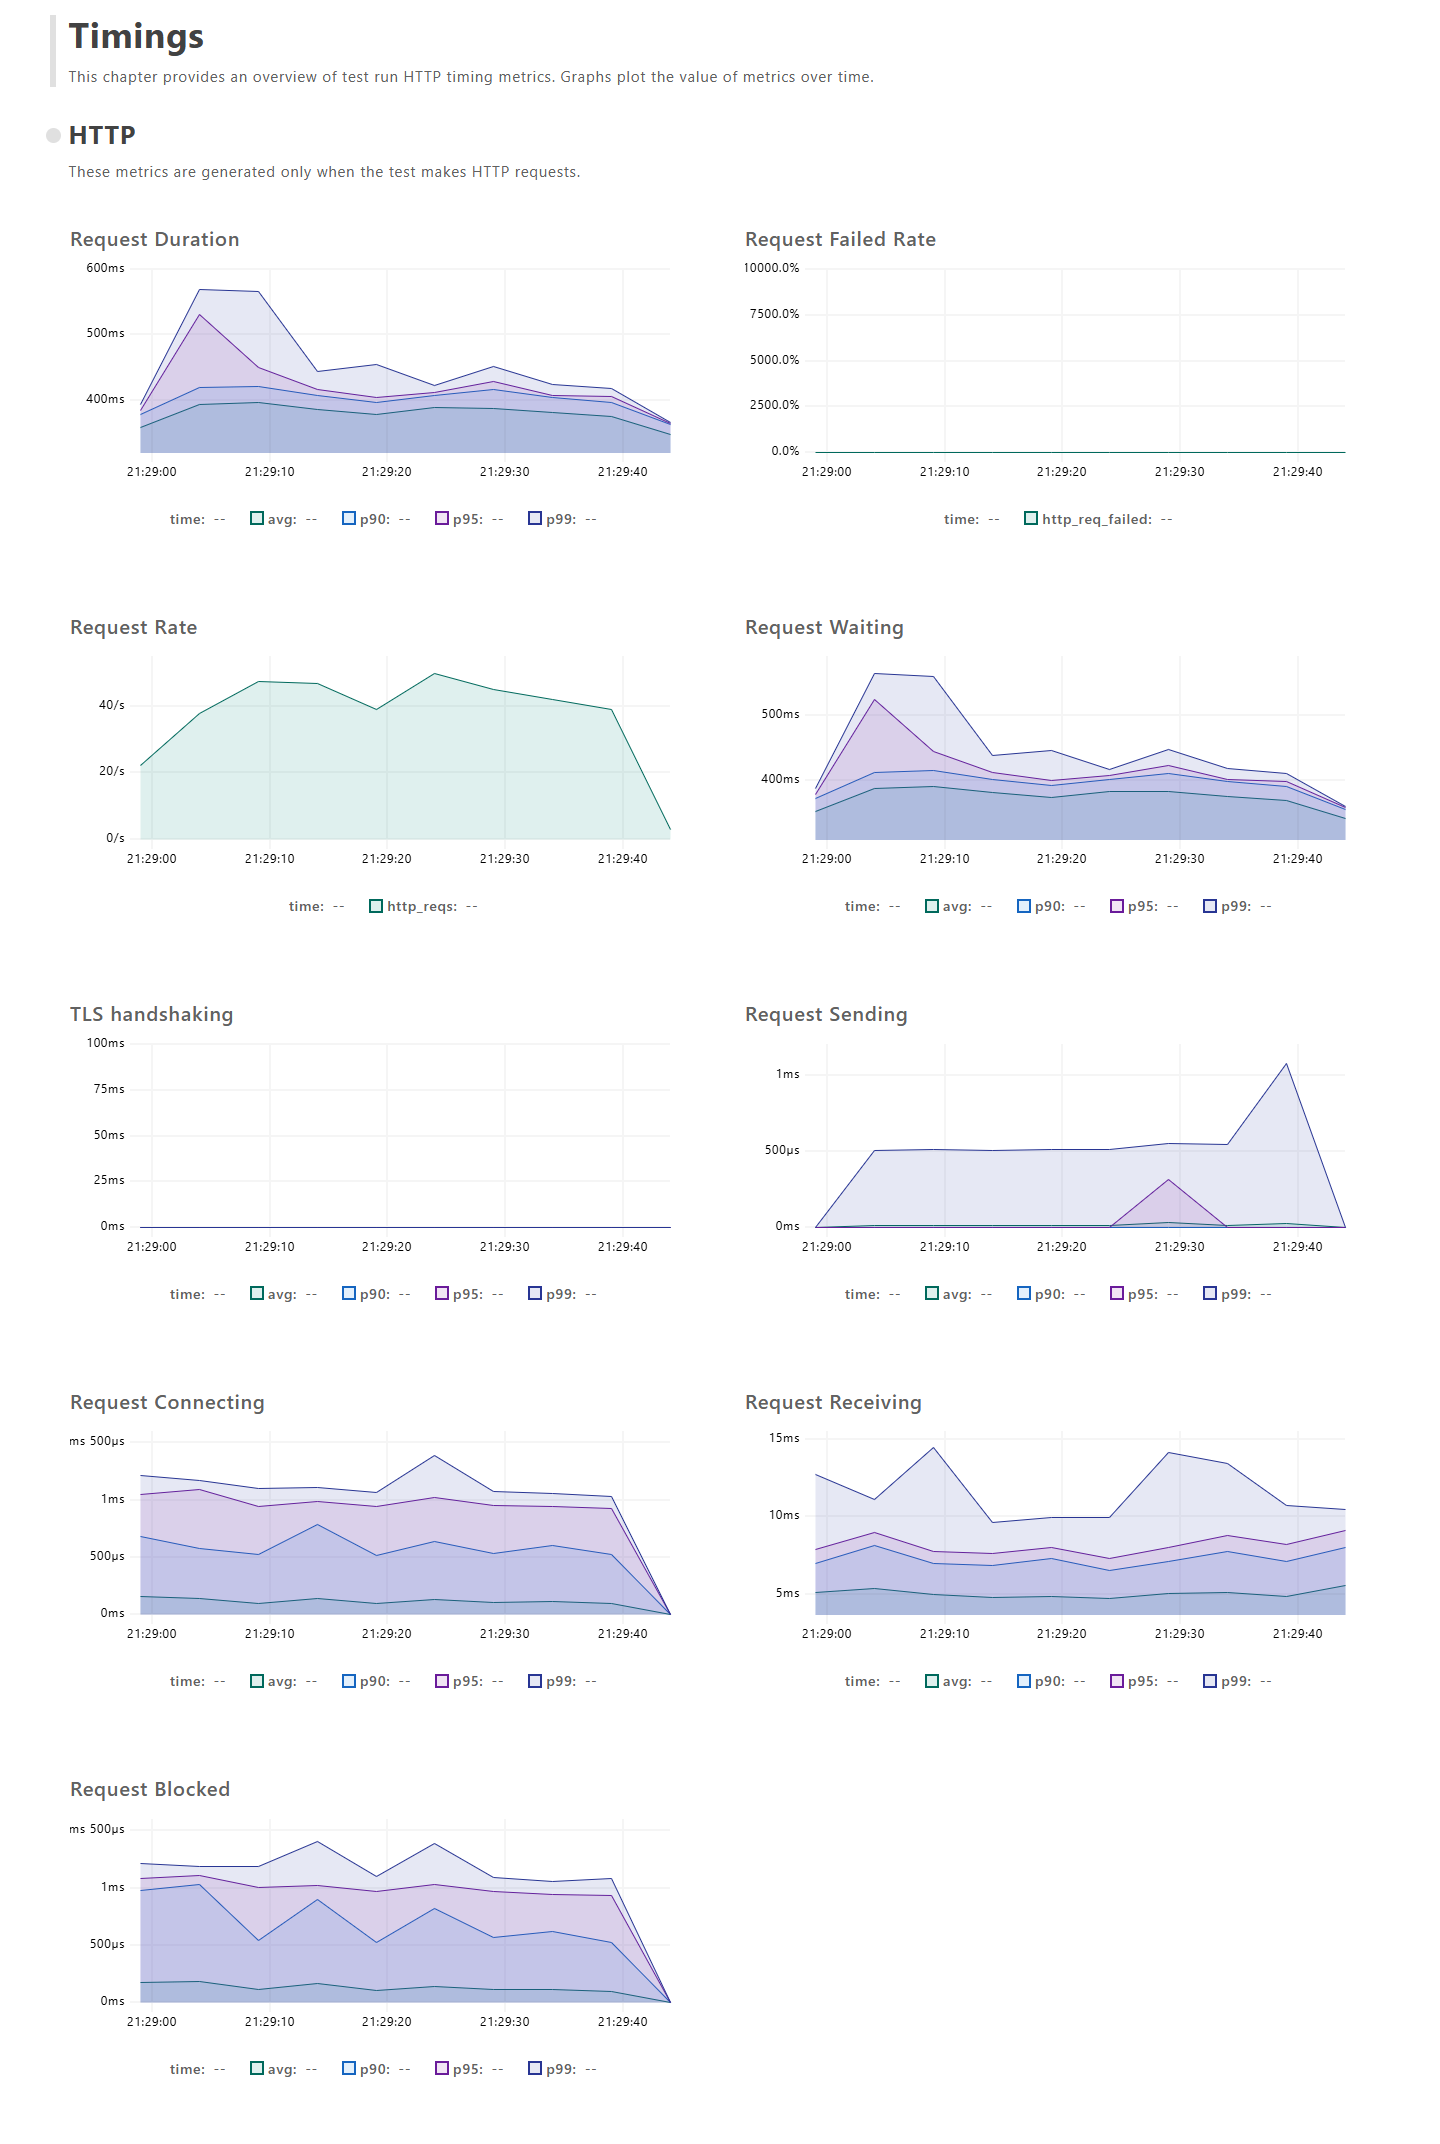 Timings
This chapter provides an overview of test run HTTP timing metrics. Graphs plot the value of metrics over time.
HTTP
These metrics are generated only when the test makes HTTP requests.
Request Duration
600ms
500ms
400ms
21:29:00 21:29:10 21:29:20 21:29:30 21:29:40
time: -- avg: -- p90: -- p95: -- p99: --
Request Failed Rate
10000.0%
7500.0%
5000.0%
2500.0%
0.0%
21:29:00 21:29:10 21:29:20 21:29:30 21:29:40
time: -- http_req_failed: --
Request Rate
40/s
20/s
0/s
21:29:00 21:29:10 21:29:20 21:29:30 21:29:40
time: -- http_reqs: --
Request Waiting
500ms
400ms
21:29:00 21:29:10 21:29:20 21:29:30 21:29:40
time: -- avg: -- p90: -- p95: -- p99: --
TLS handshaking
100ms
75ms
50ms
25ms
0ms
21:29:00 21:29:10 21:29:20 21:29:30 21:29:40
time: -- avg: -- p90: -- p95: -- p99: --
Request Sending
1ms
500µs
0ms
21:29:00 21:29:10 21:29:20 21:29:30 21:29:40
time: -- avg: -- p90: -- p95: -- p99: --
Request Connecting
ms 500µs
1ms
500µs
0ms
21:29:00 21:29:10 21:29:20 21:29:30 21:29:40
time: -- avg: -- p90: -- p95: -- p99: --
Request Receiving
15ms
10ms
5ms
21:29:00 21:29:10 21:29:20 21:29:30 21:29:40
time: -- avg: -- p90: -- p95: -- p99: --
Request Blocked
ms 500µs
1ms
500µs
0ms
21:29:00 21:29:10 21:29:20 21:29:30 21:29:40
time: -- avg: -- p90: -- p95: -- p99: --